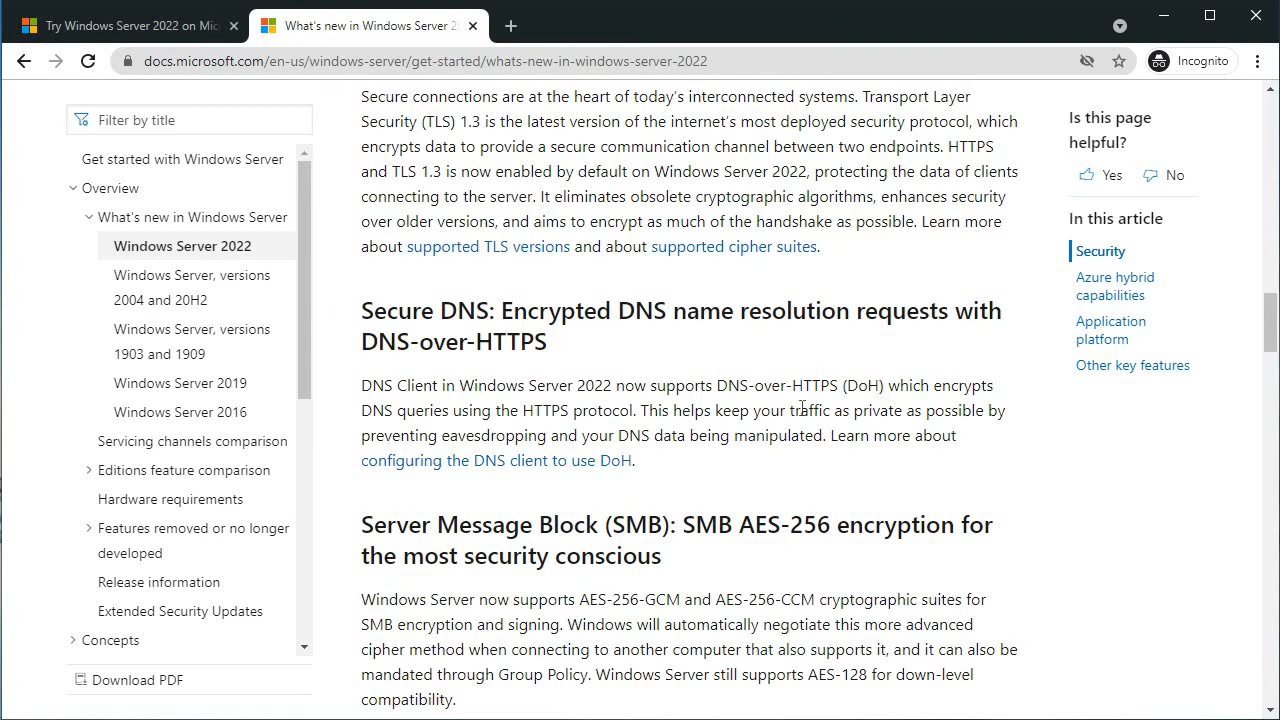 Try Windows Server 2022 on Mic
What's new in Windows Server 2
docs.microsoft.com/en-us/windows-server/get-started/whats-new-in-windows-server-2022
Incognito
Filter by title
Get started with Windows Server
Overview
What's new in Windows Server
Windows Server 2022
Windows Server, versions
2004 and 20H2
Windows Server, versions
1903 and 1909
Windows Server 2019
Windows Server 2016
Servicing channels comparison
Editions feature comparison
Hardware requirements
Features removed or no longer
developed
Release information
Extended Security Updates
Concepts
Download PDF
Secure connections are at the heart of today's interconnected systems. Transport Layer
Security (TLS) 1.3 is the latest version of the internet's most deployed security protocol, which
encrypts data to provide a secure communication channel between two endpoints. HTTPS
and TLS 1.3 is now enabled by default on Windows Server 2022, protecting the data of clients
connecting to the server. It eliminates obsolete cryptographic algorithms, enhances security
over older versions, and aims to encrypt as much of the handshake as possible. Learn more
about supported TLS versions and about supported cipher suites.
Secure DNS: Encrypted DNS name resolution requests with
DNS-over-HTTPS
DNS Client in Windows Server 2022 now supports DNS-over-HTTPS (DoH) which encrypts
DNS queries using the HTTPS protocol. This helps keep your traffic as private as possible by
preventing eavesdropping and your DNS data being manipulated. Learn more about
configuring the DNS client to use DoH.
Server Message Block (SMB): SMB AES-256 encryption for
the most security conscious
Windows Server now supports AES-256-GCM and AES-256-CCM cryptographic suites for
SMB encryption and signing. Windows will automatically negotiate this more advanced
cipher method when connecting to another computer that also supports it, and it can also be
mandated through Group Policy. Windows Server still supports AES-128 for down-level
compatibility.
Is this page
helpful?
Yes No
In this article
Security
Azure hybrid
capabilities
Application
platform
Other key features